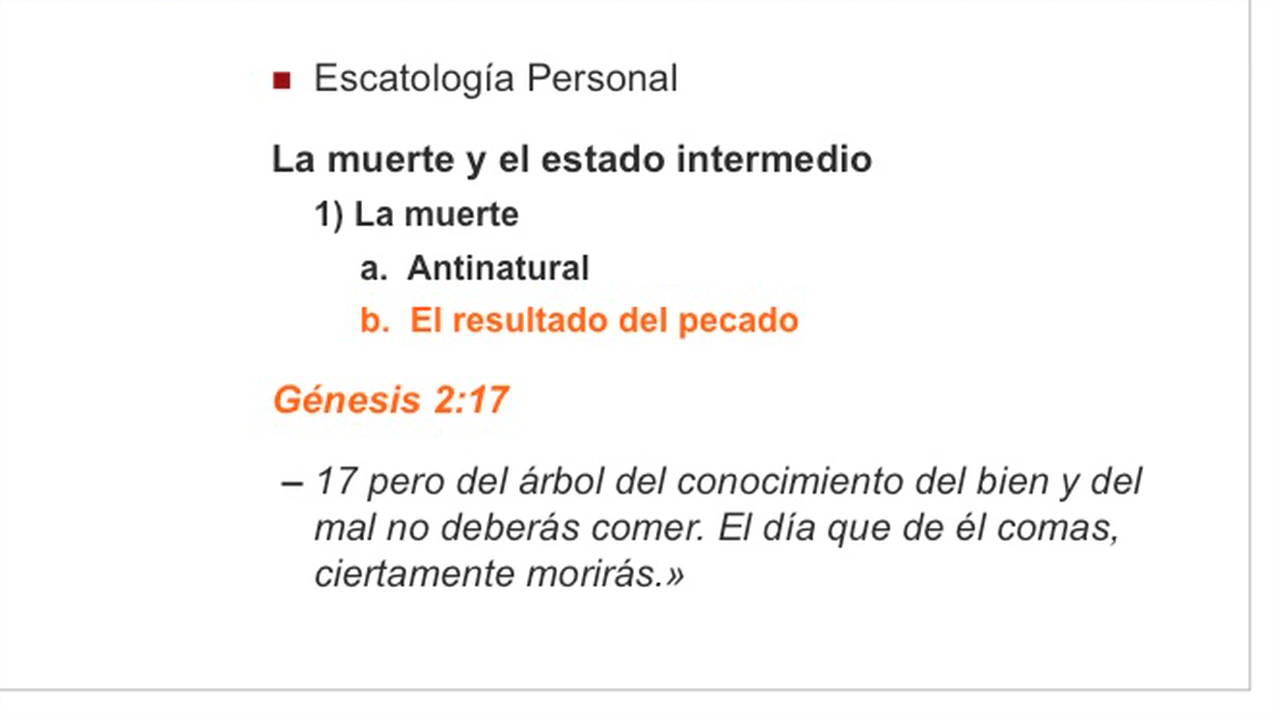 Escatología Personal
La muerte y el estado intermedio
1) La muerte
a. Antinatural
b. El resultado del pecado
Génesis 2:17
– 17 pero del árbol del conocimiento del bien y del
mal no deberás comer. El día que de él comas,
ciertamente morirás.»